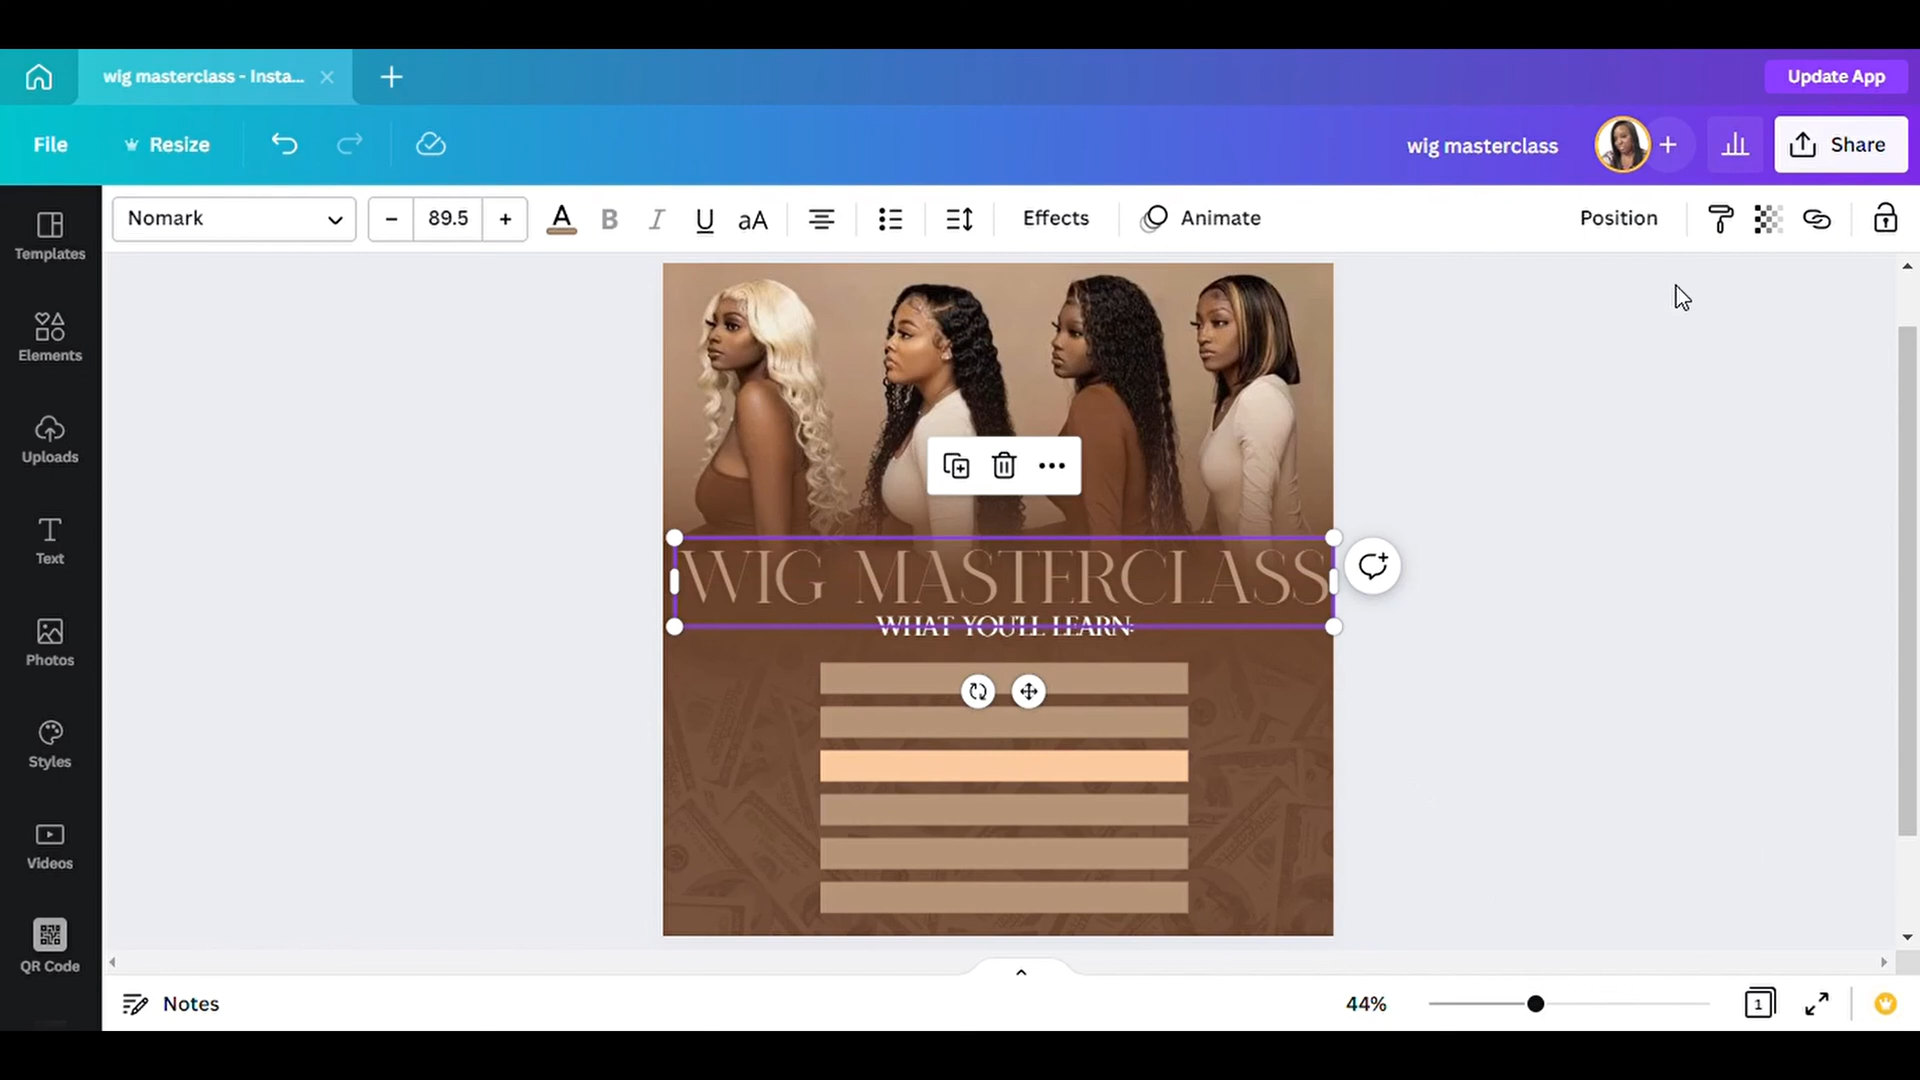 wig masterclass - Insta...
Update App
File
Resize
wig masterclass
Share
Nomark
89.5
A
B
I
U
aA
Effects
Animate
Position
Templates
Elements
Uploads
Text
Photos
Styles
Videos
QR Code
WIG MASTERCLASS
WHAT YOU'LL LEARN:
Notes
44%
1